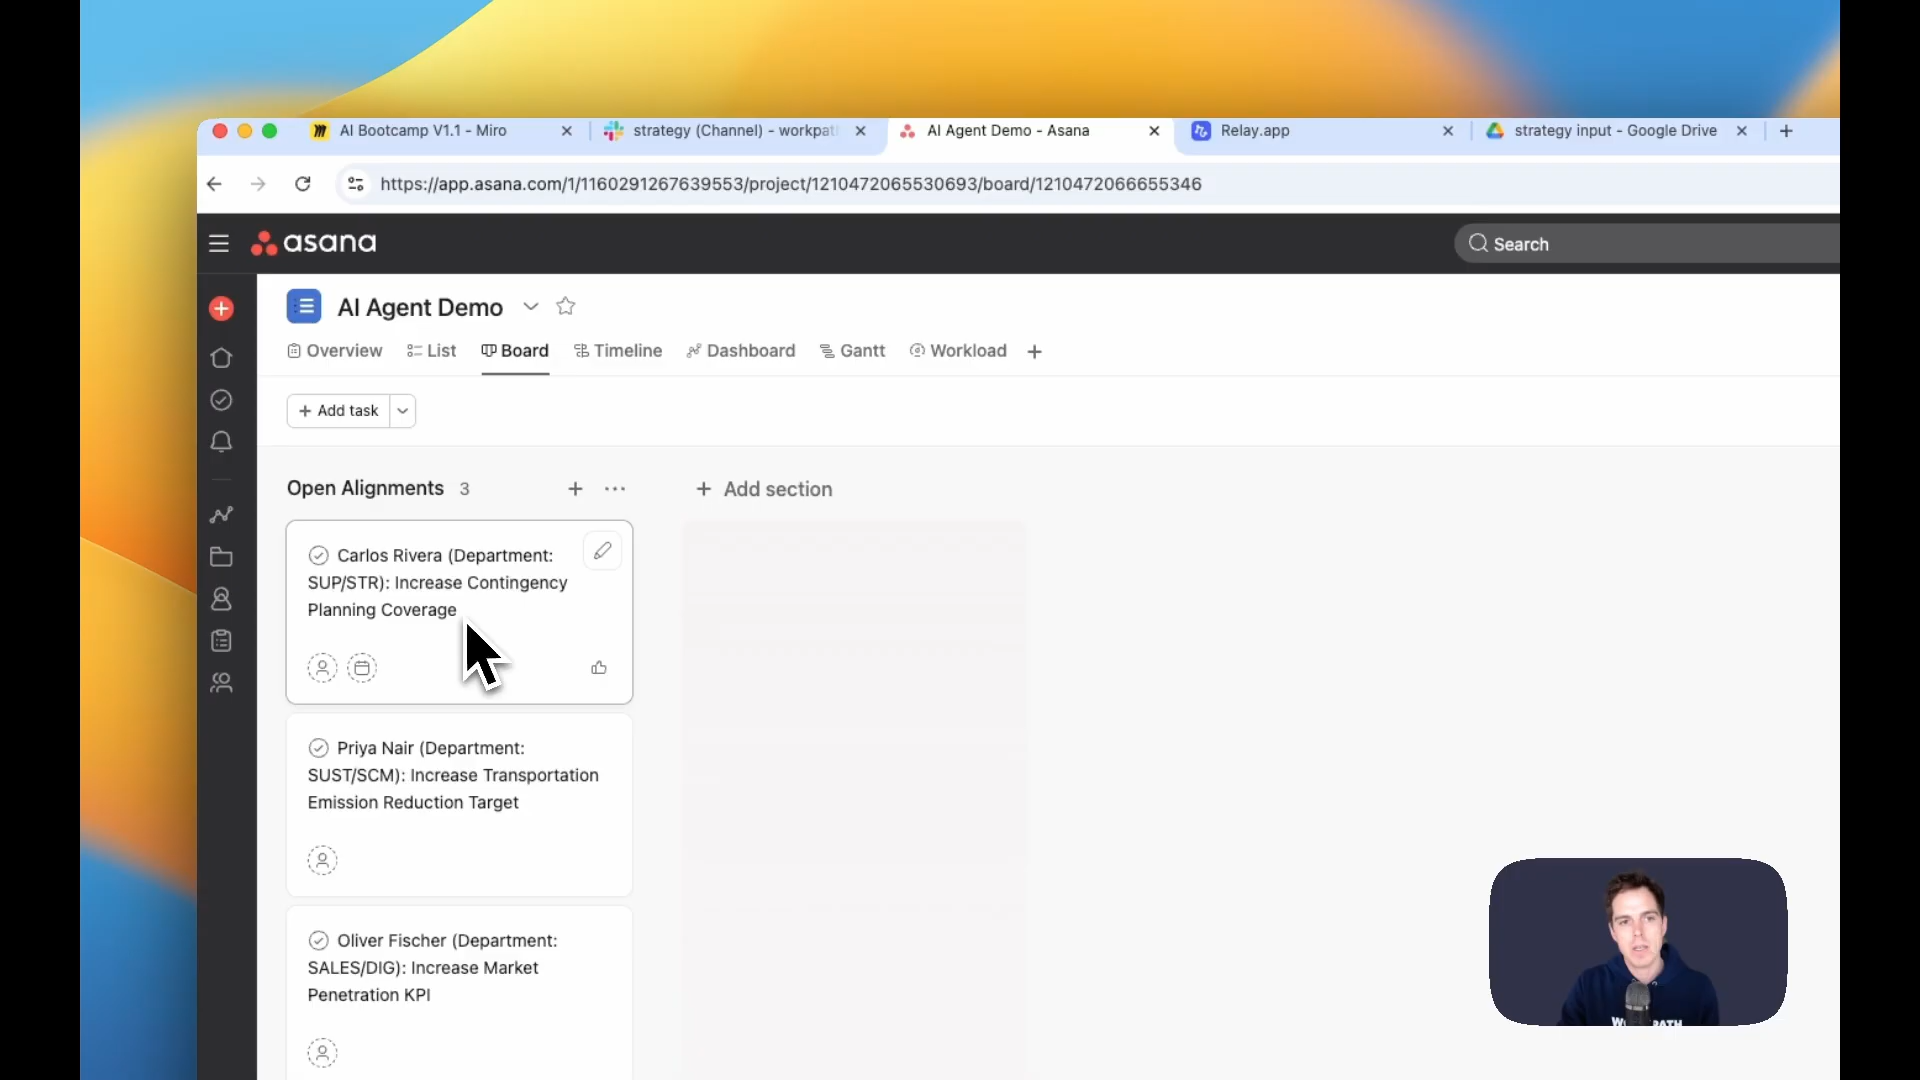 AI Bootcamp V1.1 - Miro
strategy (Channel) - workpat
AI Agent Demo - Asana
Relay.app
strategy input - Google Drive
https://app.asana.com/1/1160291267639553/project/1210472065530693/board/1210472066655346
asana
Search
AI Agent Demo
Overview
List
Board
Timeline
Dashboard
Gantt
Workload
Add task
Open Alignments 3
Add section
Carlos Rivera (Department:
SUP/STR): Increase Contingency
Planning Coverage
Priya Nair (Department:
SUST/SCM): Increase Transportation
Emission Reduction Target
Oliver Fischer (Department:
SALES/DIG): Increase Market
Penetration KPI